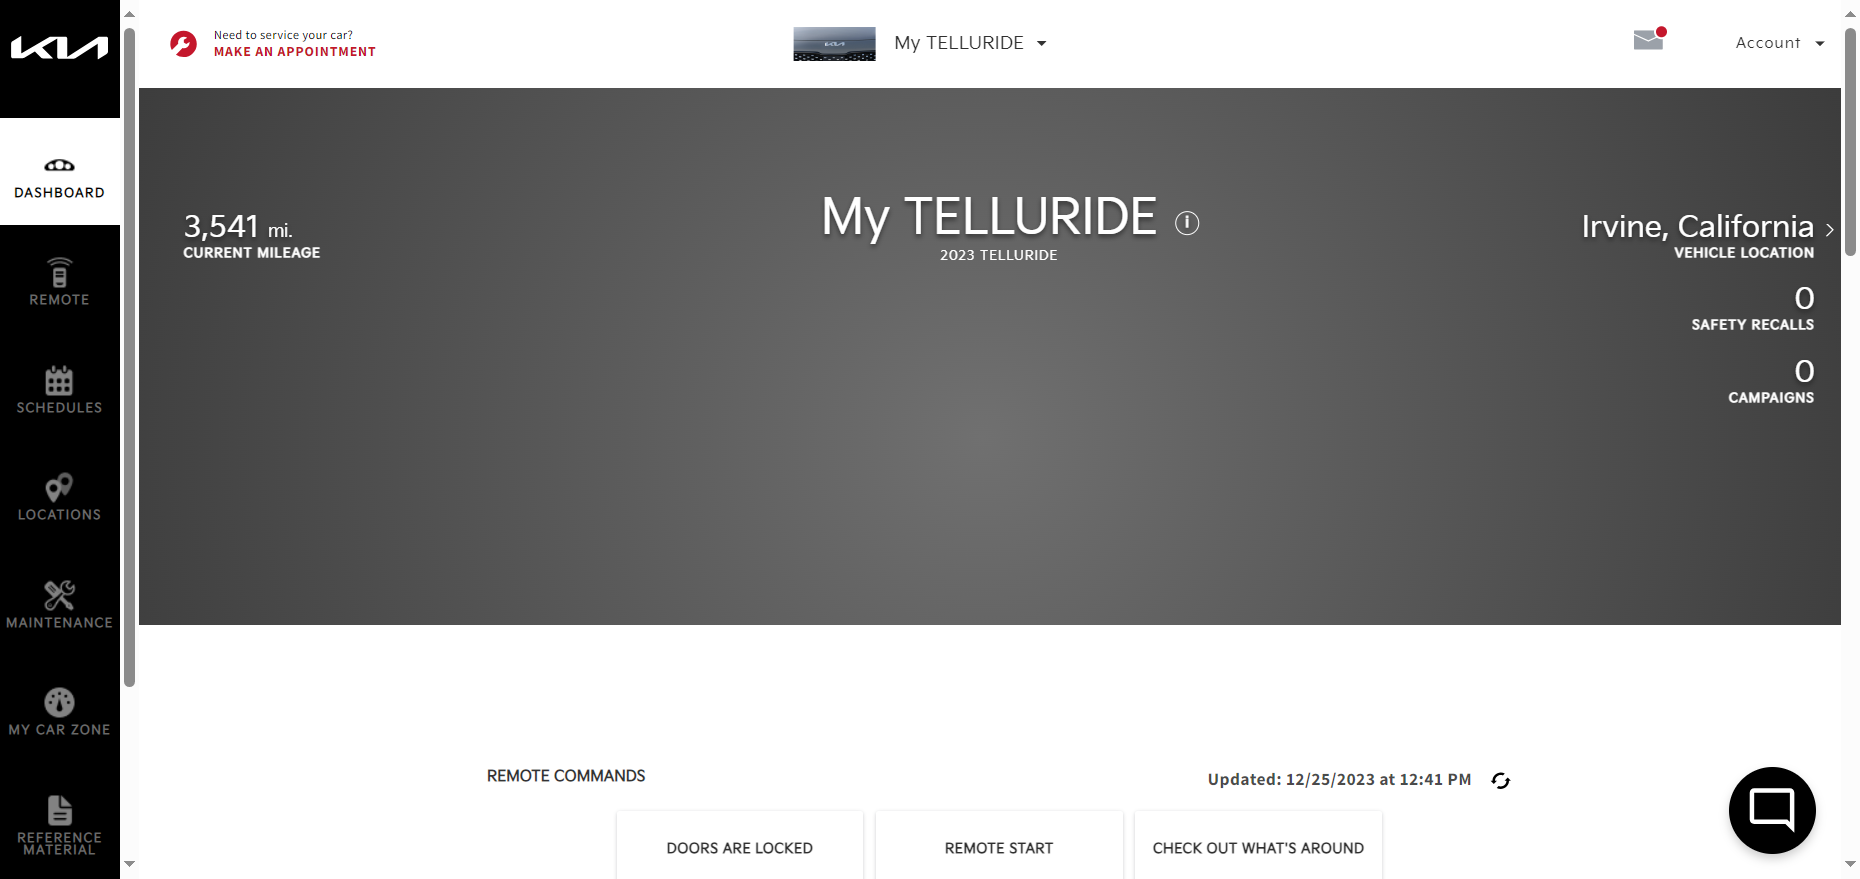 KIA
Need to service your car?
MAKE AN APPOINTMENT
My TELLURIDE
Account
DASHBOARD
REMOTE
SCHEDULES
LOCATIONS
MAINTENANCE
MY CAR ZONE
REFERENCE
MATERIAL
3,541 mi.
CURRENT MILEAGE
My TELLURIDE
2023 TELLURIDE
Irvine, California
VEHICLE LOCATION
0
SAFETY RECALLS
0
CAMPAIGNS
REMOTE COMMANDS
Updated: 12/25/2023 at 12:41 PM
DOORS ARE LOCKED
REMOTE START
CHECK OUT WHAT'S AROUND